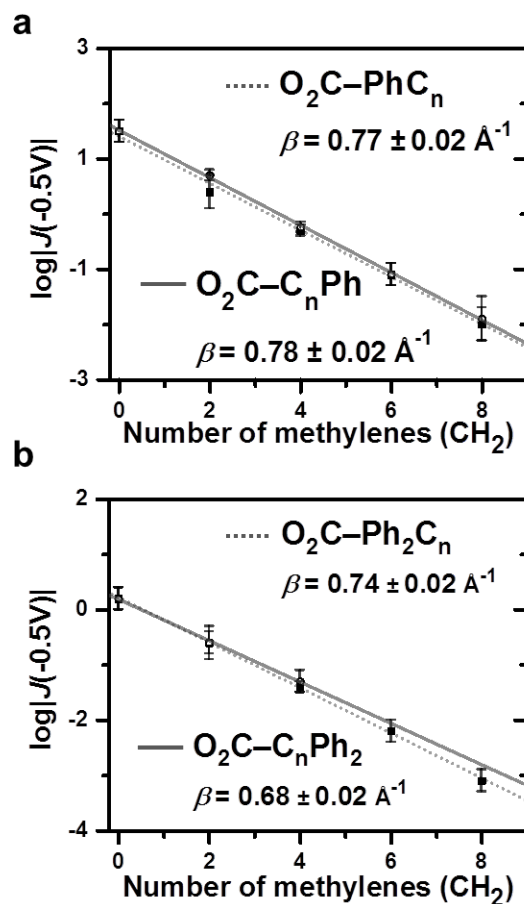 a
3
1
-1
-3
log|J(-0.5V)|
O₂C–PhCₙ
β = 0.77 ± 0.02 Å⁻¹
O₂C–CₙPh
β = 0.78 ± 0.02 Å⁻¹
0 2 4 6 8
Number of methylenes (CH₂)
b
2
0
-2
-4
log|J(-0.5V)|
O₂C–Ph₂Cₙ
β = 0.74 ± 0.02 Å⁻¹
O₂C–CₙPh₂
β = 0.68 ± 0.02 Å⁻¹
0 2 4 6 8
Number of methylenes (CH₂)